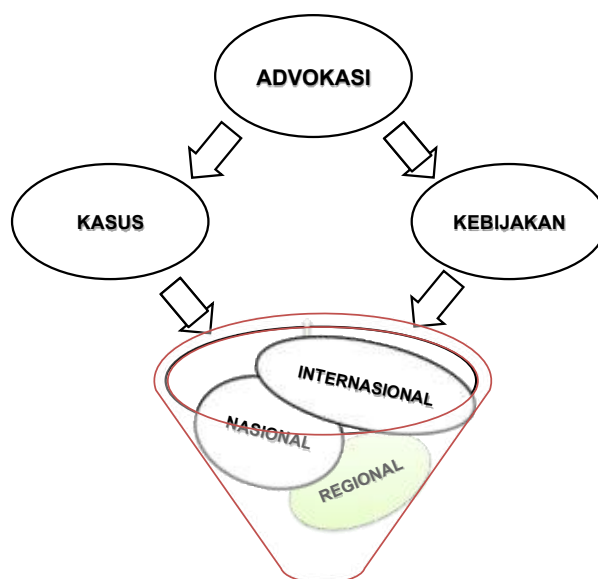 ADVOKASI
KASUS
KEBIJAKAN
INTERNASIONAL
NASIONAL
REGIONAL